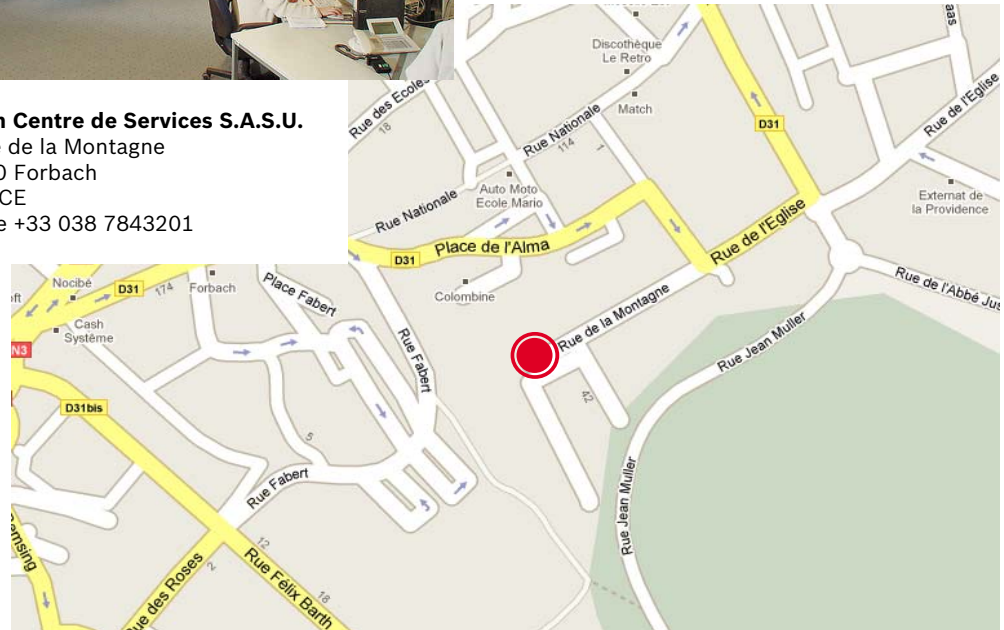 n Centre de Services S.A.S.U.
e de la Montagne
0 Forbach
CE
e +33 038 7843201
Discothèque
Le Retro
Match
Rue des Ecoles
18
Rue Nationale
114
1
D31
Rue de l'Eglise
Externat de
la Providence
Auto Moto
Ecole Mario
Rue Nationale
Place de l'Alma
D31
Rue de l'Eglise
Rue de l'Abbé Jus
Nocibé
D31
174
Forbach
Place Fabert
Colombine
Rue de la Montagne
Cash
Système
N3
Rue Fabert
Rue Jean Muller
D31bis
42
5
Rue Fabert
Rue Jean Muller
12
2
Rue Félix Barth
18
ue des Roses